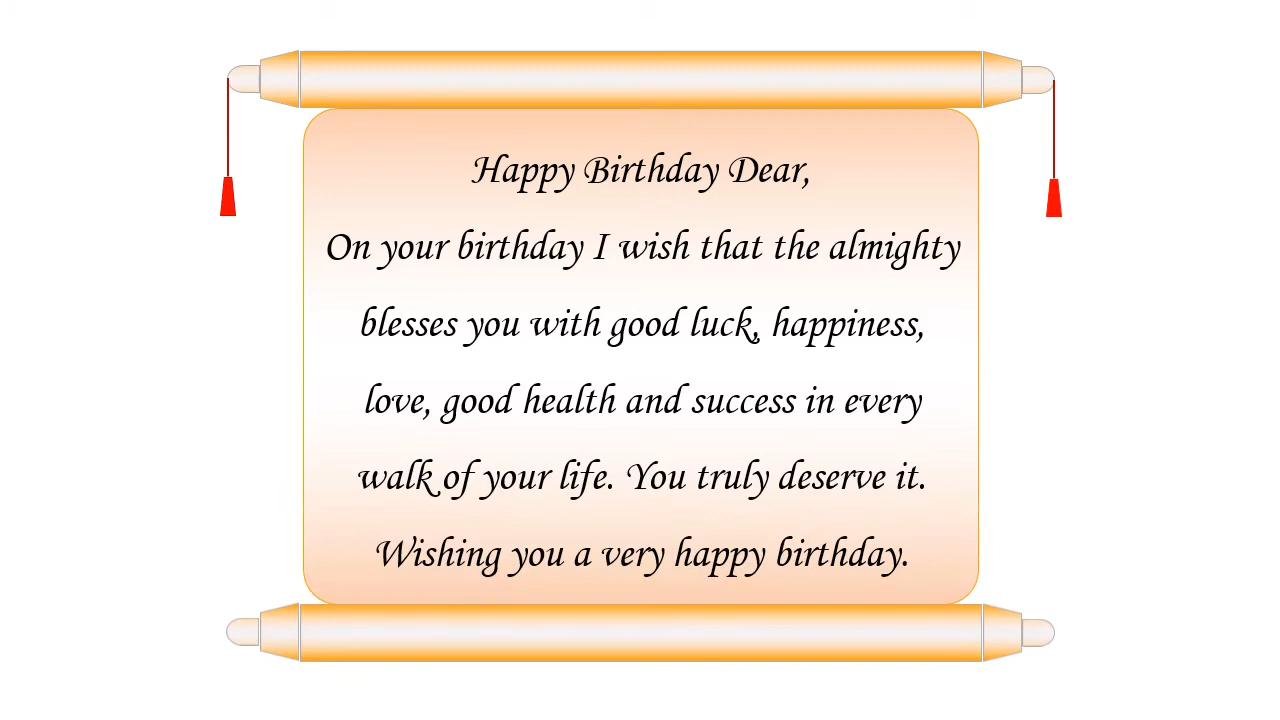 Happy Birthday Dear,
On your birthday I wish that the almighty
blesses you with good luck, happiness,
love, good health and success in every
walk of your life. You truly deserve it.
Wishing you a very happy birthday.